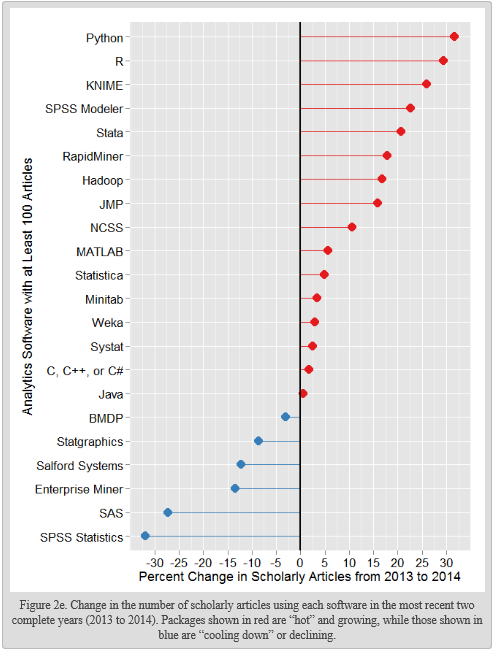 Analytics Software with at Least 100 Articles
Python
R
KNIME
SPSS Modeler
Stata
RapidMiner
Hadoop
JMP
NCSS
MATLAB
Statistica
Minitab
Weka
Systat
C, C++, or C#
Java
BMDP
Statgraphics
Salford Systems
Enterprise Miner
SAS
SPSS Statistics
-30 -25 -20 -15 -10 -5 0 5 10 15 20 25 30
Percent Change in Scholarly Articles from 2013 to 2014
Figure 2e. Change in the number of scholarly articles using each software in the most recent two
complete years (2013 to 2014). Packages shown in red are “hot” and growing, while those shown in
blue are “cooling down” or declining.